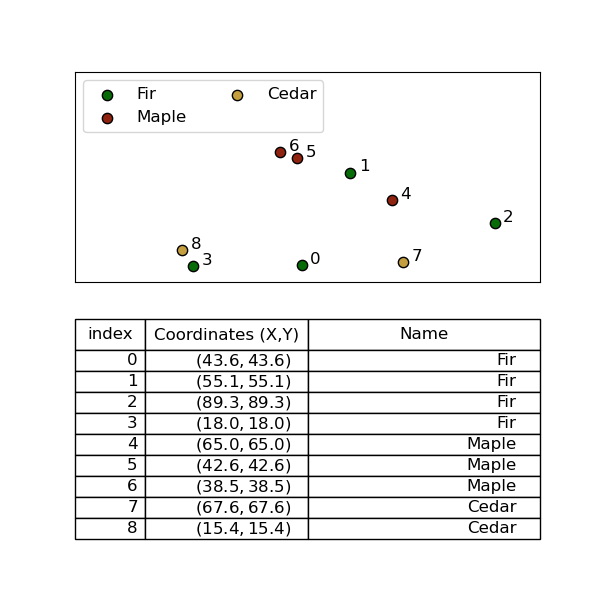 Fir Cedar
Maple
6 5
1
4
2
8
3 0 7
index Coordinates (X,Y) Name
0 (43.6, 43.6) Fir
1 (55.1, 55.1) Fir
2 (89.3, 89.3) Fir
3 (18.0, 18.0) Fir
4 (65.0, 65.0) Maple
5 (42.6, 42.6) Maple
6 (38.5, 38.5) Maple
7 (67.6, 67.6) Cedar
8 (15.4, 15.4) Cedar